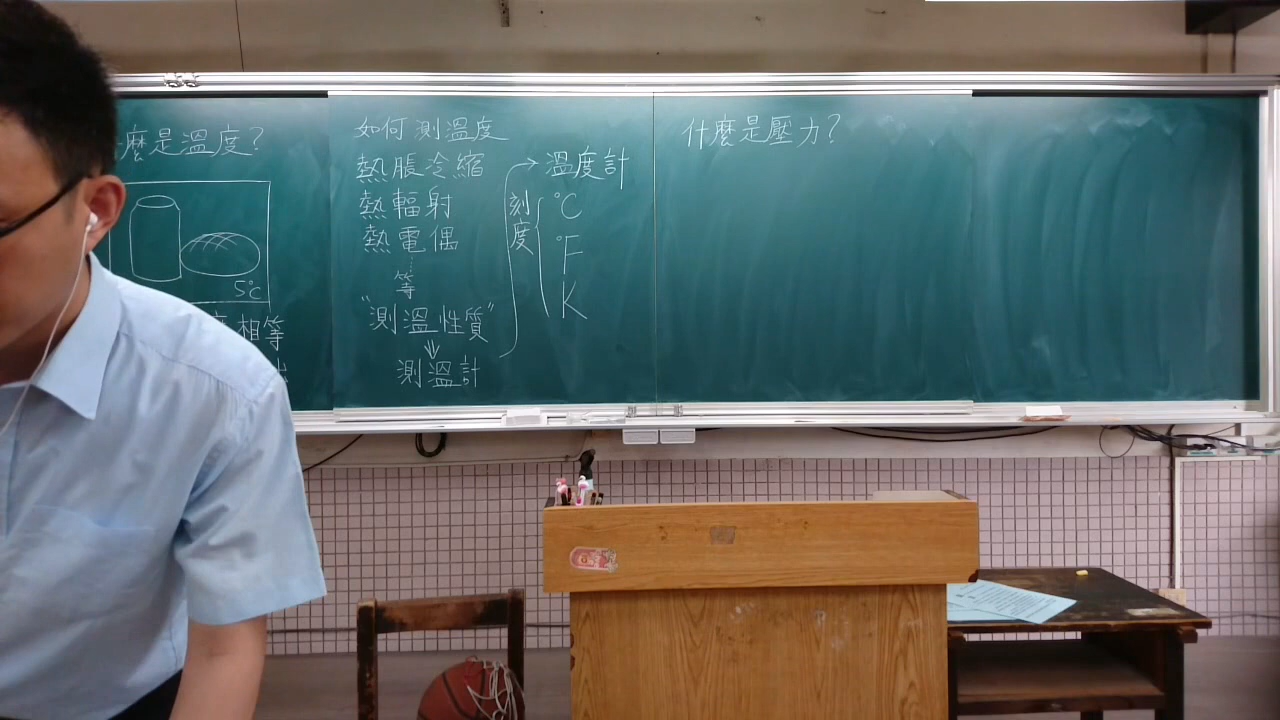 麼是溫度？
5℃
相等
如何測溫度
熱脹冷縮
熱輻射
熱電偶
等
"測溫性質"
⇓
測溫計
→溫度計
刻度
℃
°F
K
什麼是壓力？